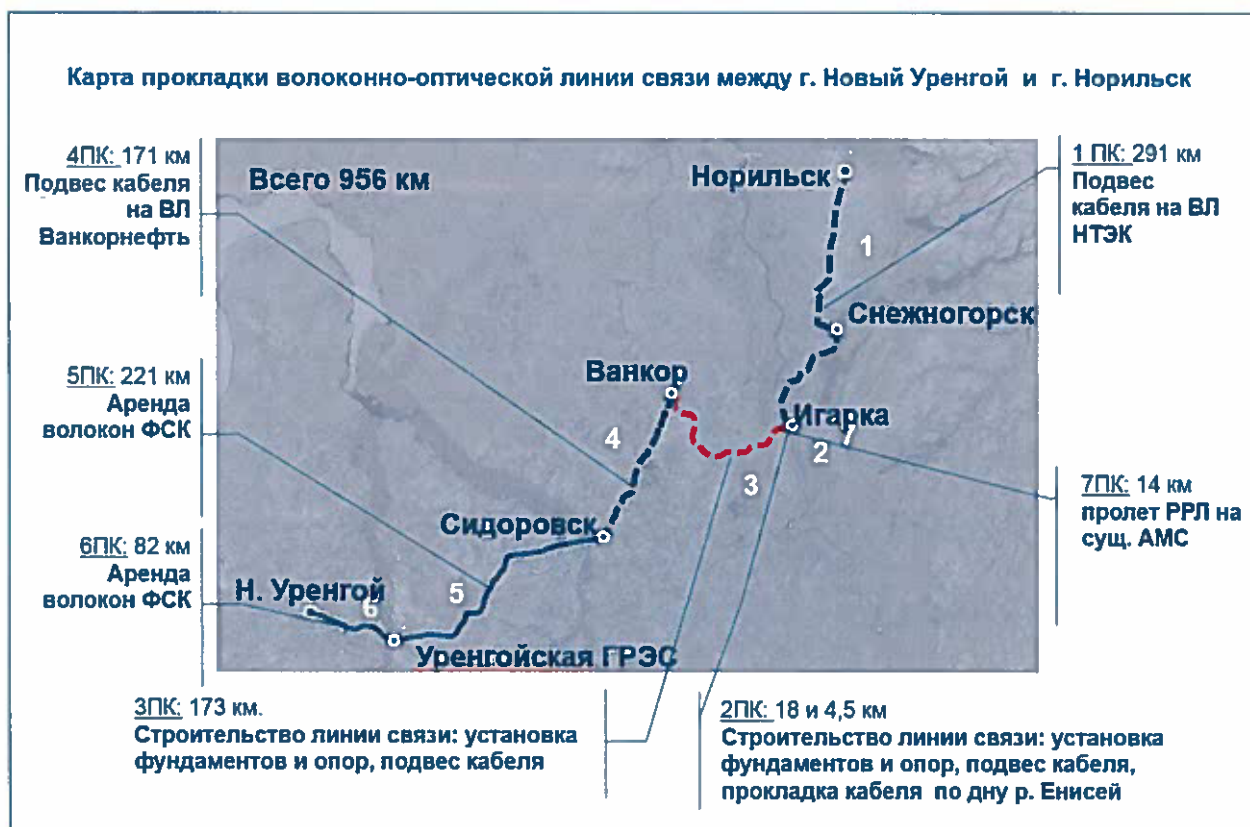 Карта прокладки волоконно-оптической линии связи между г. Новый Уренгой и г. Норильск
4ПК: 171 км
Подвес кабеля
на ВЛ
Ванкорнефть
Всего 956 км
Норильск
1 ПК: 291 км
Подвес
кабеля на ВЛ
НТЭК
1
Снежногорск
5ПК: 221 км
Аренда
волокон ФСК
Ванкор
Игарка
4
2
7
3
7ПК: 14 км
пролет РРЛ на
сущ. АМС
Сидоровск
6ПК: 82 км
Аренда
волокон ФСК
Н. Уренгой
5
6
Уренгойская ГРЭС
3ПК: 173 км.
Строительство линии связи: установка
фундаментов и опор, подвес кабеля
2ПК: 18 и 4,5 км
Строительство линии связи: установка
фундаментов и опор, подвес кабеля,
прокладка кабеля по дну р. Енисей